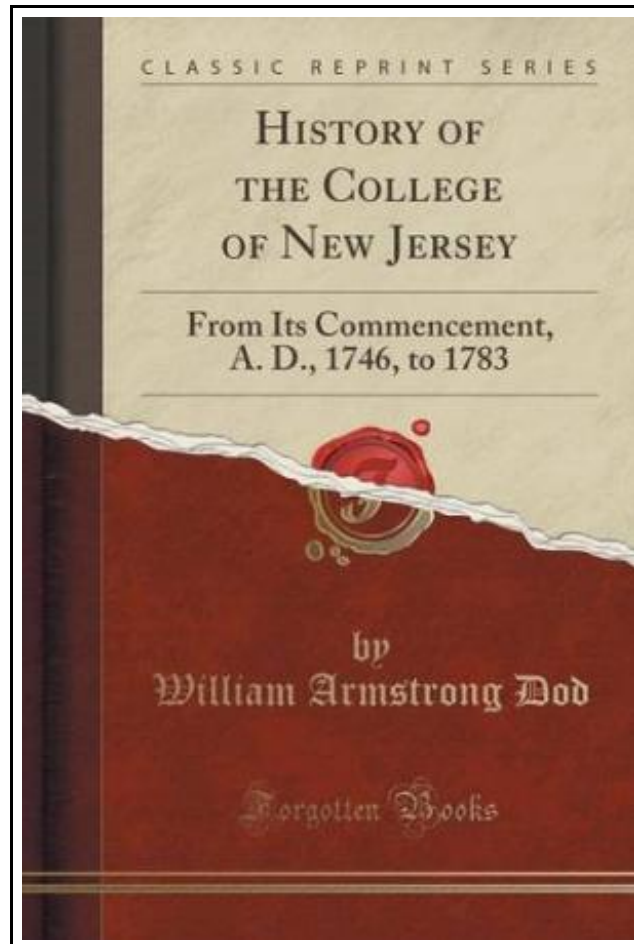 CLASSIC REPRINT SERIES
HISTORY OF
THE COLLEGE
OF NEW JERSEY
From Its Commencement,
A. D., 1746, to 1783
F
by
William Armstrong Dod
Forgotten Books